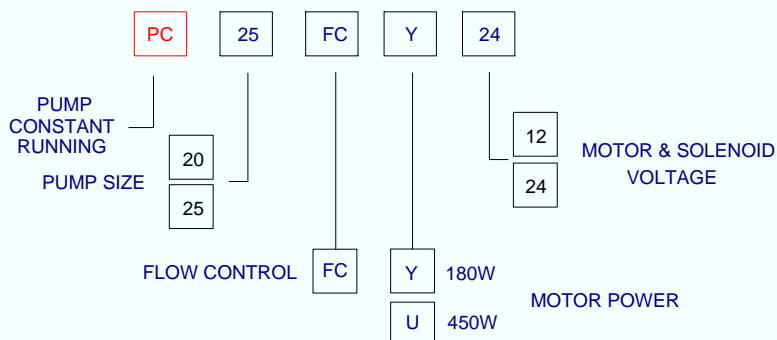 PC 25 FC Y 24
PUMP
CONSTANT
RUNNING
20
PUMP SIZE
25
12
MOTOR & SOLENOID
VOLTAGE
24
FLOW CONTROL FC
Y 180W
MOTOR POWER
U 450W